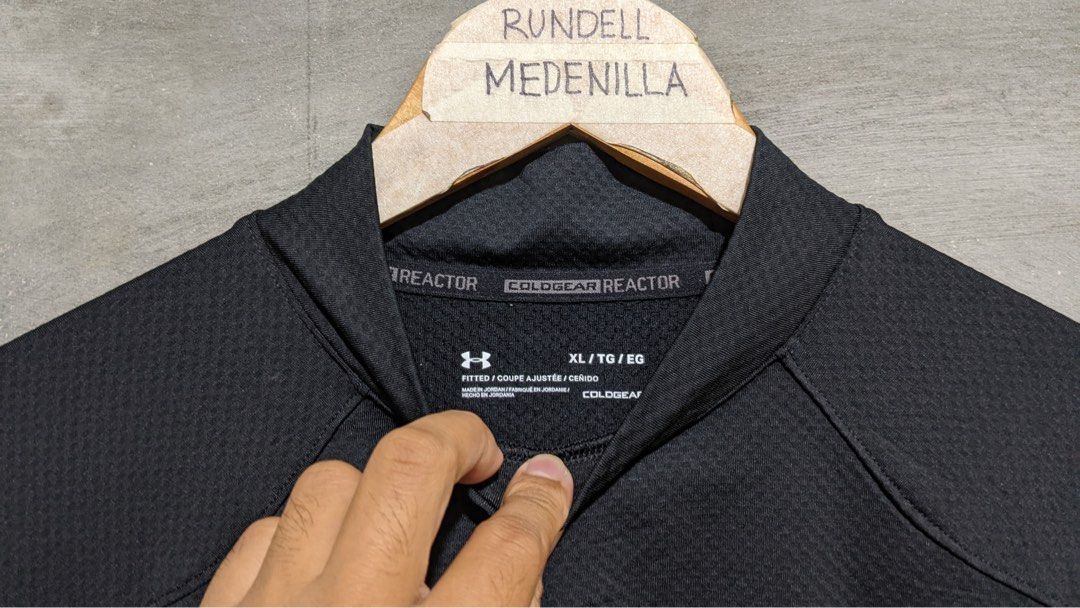 RUNDELL
MEDENILLA
REACTOR COLDGEAR REACTOR
XL / TG / EG
FITTED / COUPE AJUSTÉE / CEÑIDO
MADE IN JORDAN / FABRIQUÉ EN JORDANIE /
HECHO EN JORDANIA
COLDGEAR